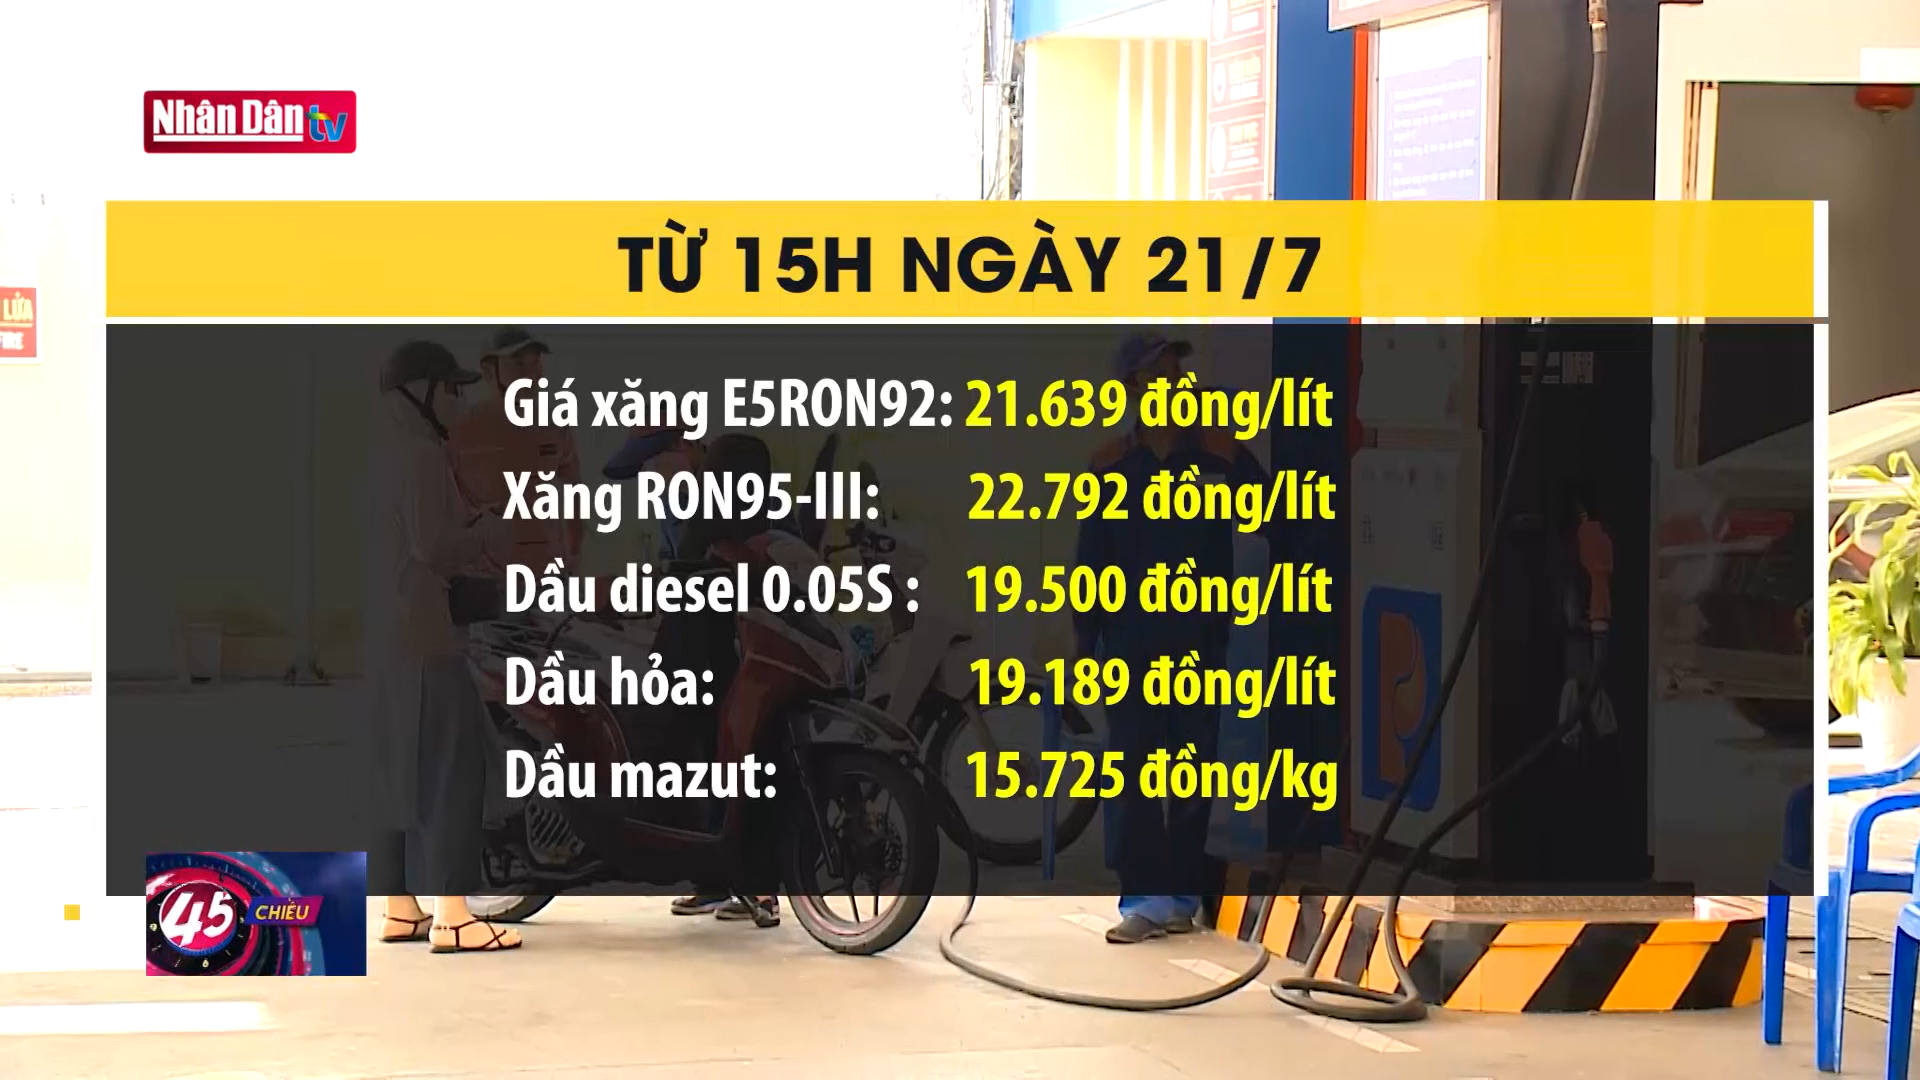 Nhân Dân tv
TỪ 15H NGÀY 21/7
LỬA
FIRE
Giá xăng E5RON92: 21.639 đồng/lít
Xăng RON95-III: 22.792 đồng/lít
Dầu diesel 0.05S : 19.500 đồng/lít
Dầu hỏa: 19.189 đồng/lít
Dầu mazut: 15.725 đồng/kg
45 CHIỀU